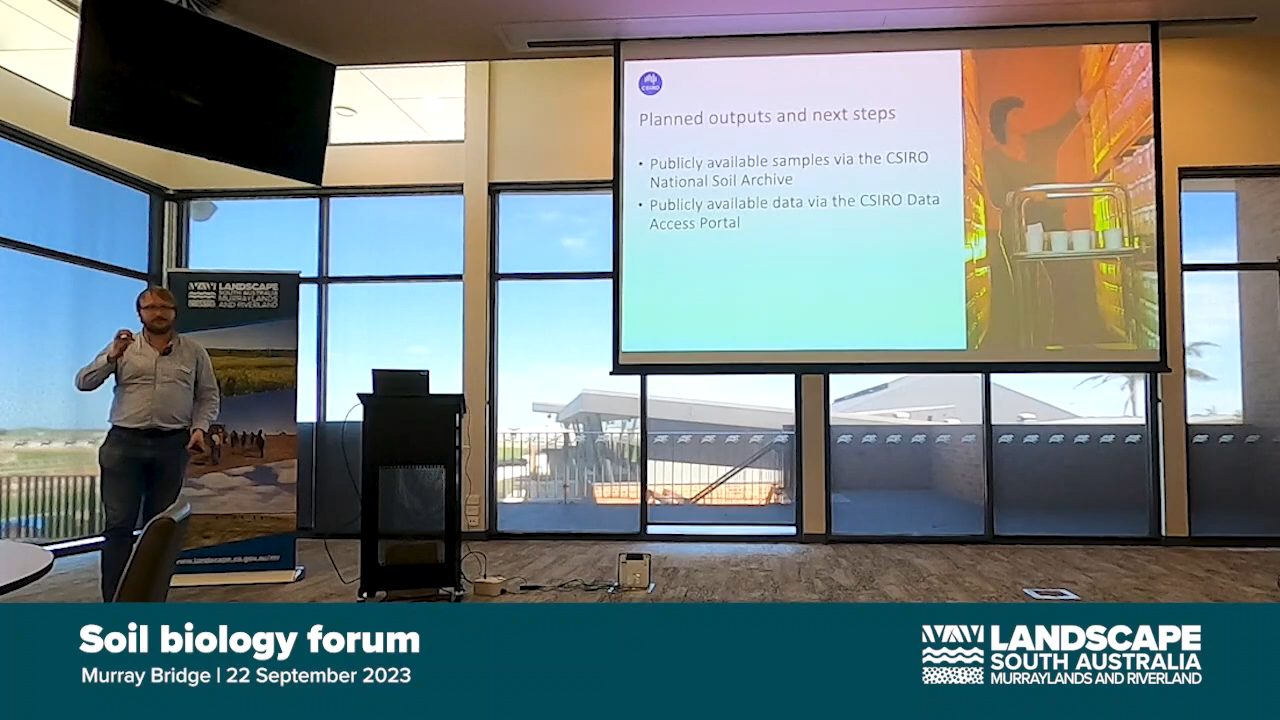 CSIRO
Planned outputs and next steps
• Publicly available samples via the CSIRO
National Soil Archive
• Publicly available data via the CSIRO Data
Access Portal
LANDSCAPE
SOUTH AUSTRALIA
MURRAYLANDS
AND RIVERLAND
Soil biology forum
Murray Bridge | 22 September 2023
LANDSCAPE
SOUTH AUSTRALIA
MURRAYLANDS AND RIVERLAND